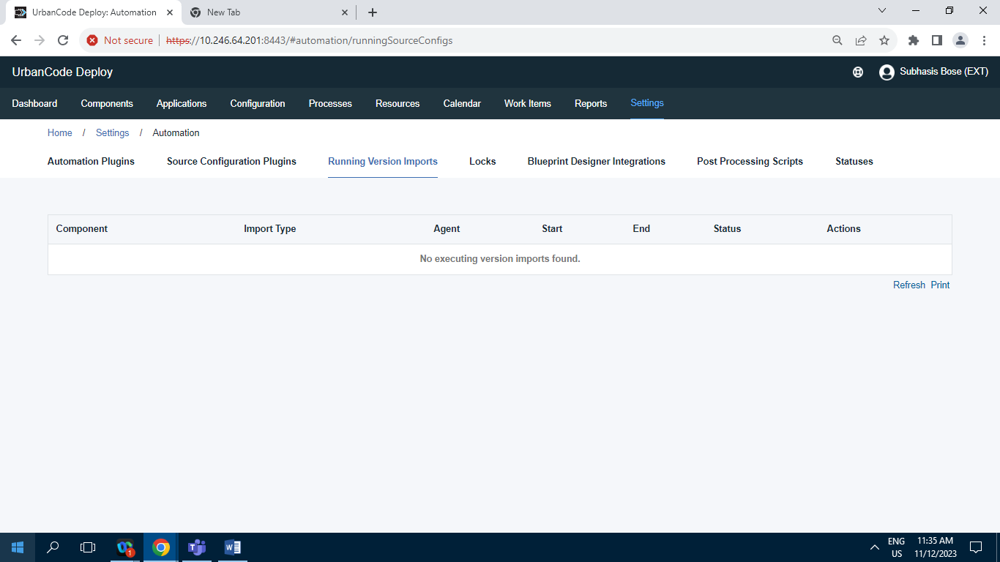 UrbanCode Deploy: Automation
New Tab
Not secure
https://10.246.64.201:8443/#automation/runningSourceConfigs
UrbanCode Deploy
Subhasis Bose (EXT)
Dashboard Components Applications Configuration Processes Resources Calendar Work Items Reports Settings
Home / Settings / Automation
Automation Plugins Source Configuration Plugins Running Version Imports Locks Blueprint Designer Integrations Post Processing Scripts Statuses
Component Import Type Agent Start End Status Actions
No executing version imports found.
Refresh Print
1
ENG 11:35 AM
US 11/12/2023